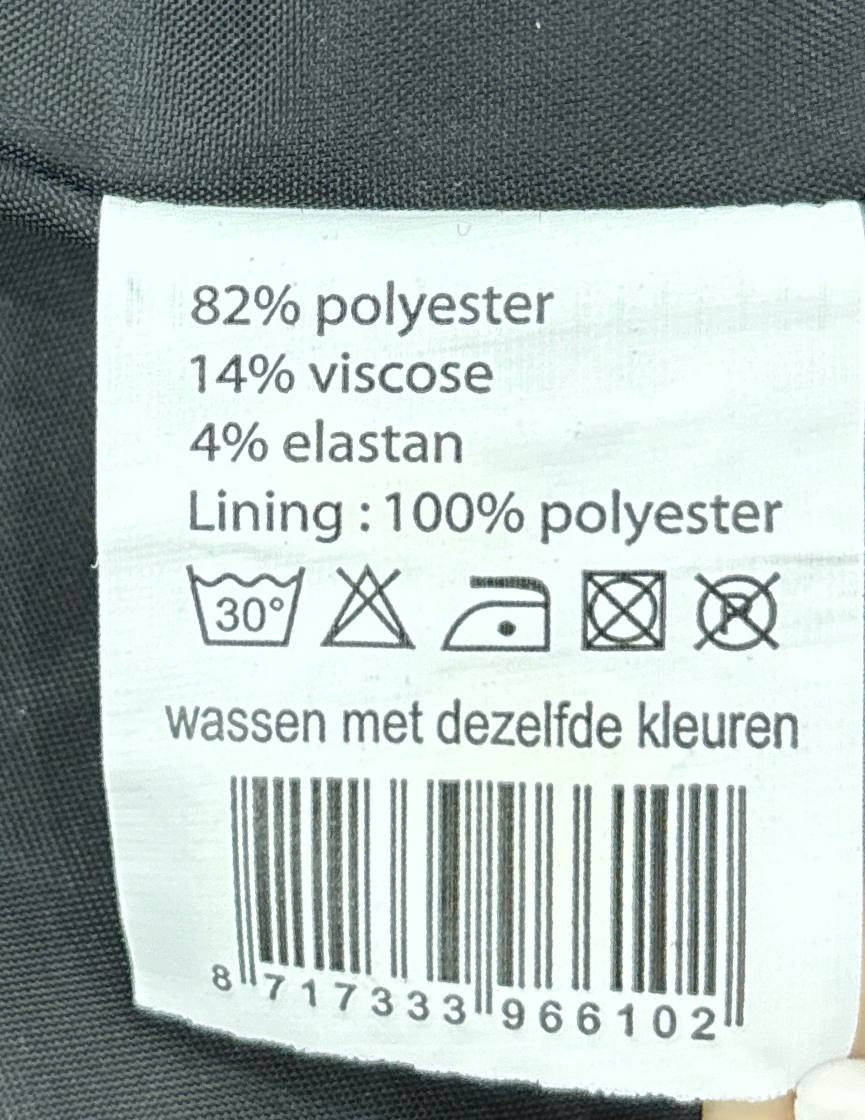 82% polyester
14% viscose
4% elastan
Lining : 100% polyester
30° P
wassen met dezelfde kleuren
8 717333 966102